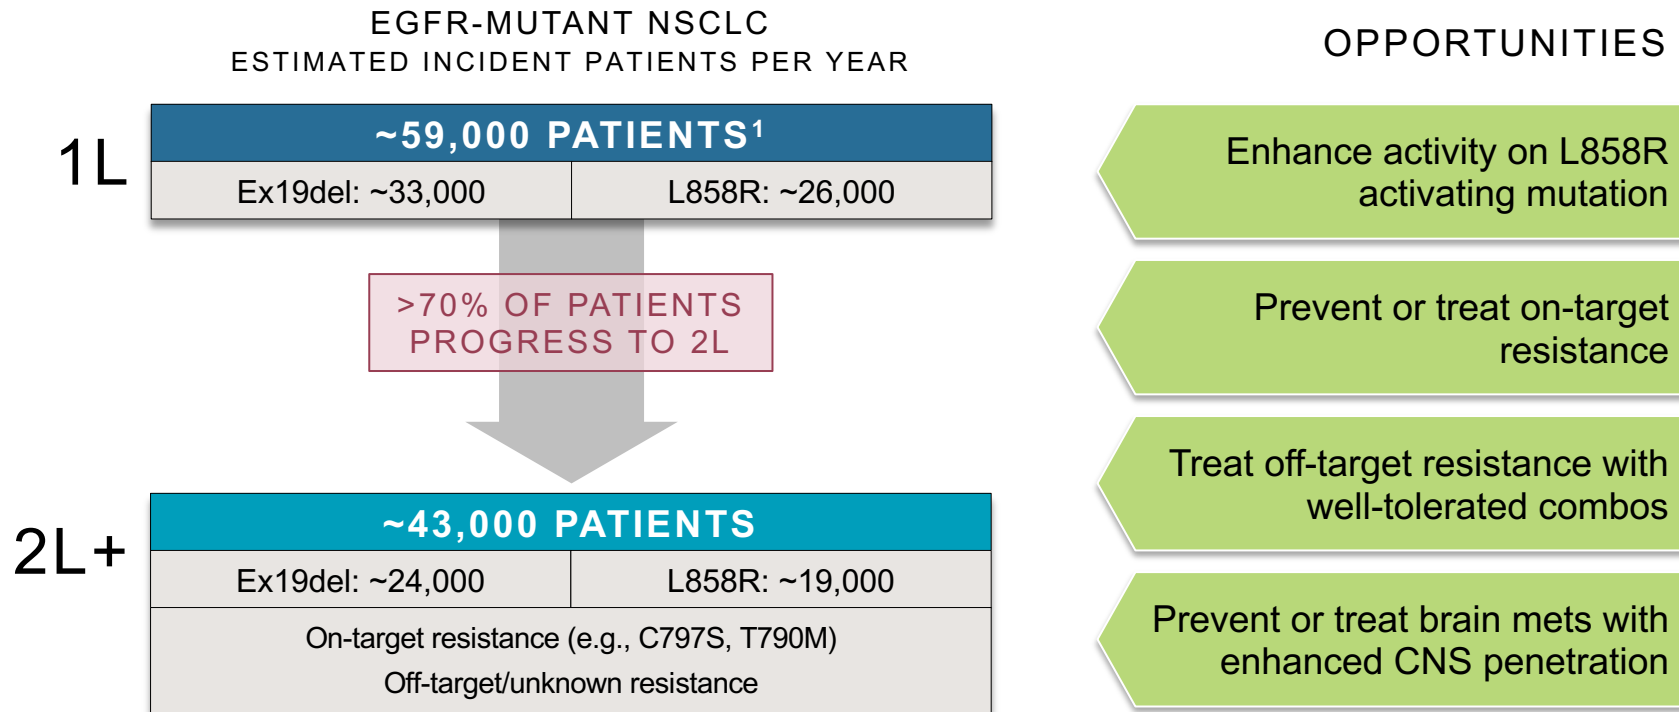 EGFR-MUTANT NSCLC
ESTIMATED INCIDENT PATIENTS PER YEAR
OPPORTUNITIES
1L
~59,000 PATIENTS¹
Ex19del: ~33,000
L858R: ~26,000
>70% OF PATIENTS
PROGRESS TO 2L
2L+
~43,000 PATIENTS
Ex19del: ~24,000
L858R: ~19,000
On-target resistance (e.g., C797S, T790M)
Off-target/unknown resistance
Enhance activity on L858R
activating mutation
Prevent or treat on-target
resistance
Treat off-target resistance with
well-tolerated combos
Prevent or treat brain mets with
enhanced CNS penetration